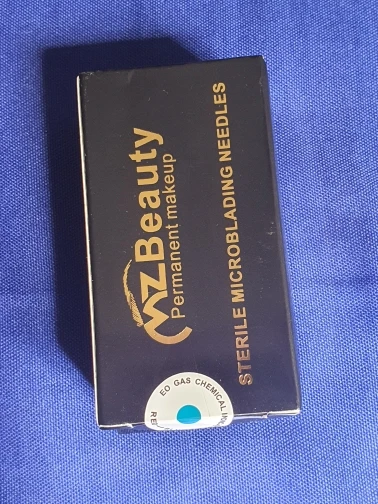 MZBeauty
Permanent makeup
STERILE MICROBLADING NEEDLES
EO GAS CHEMICAL